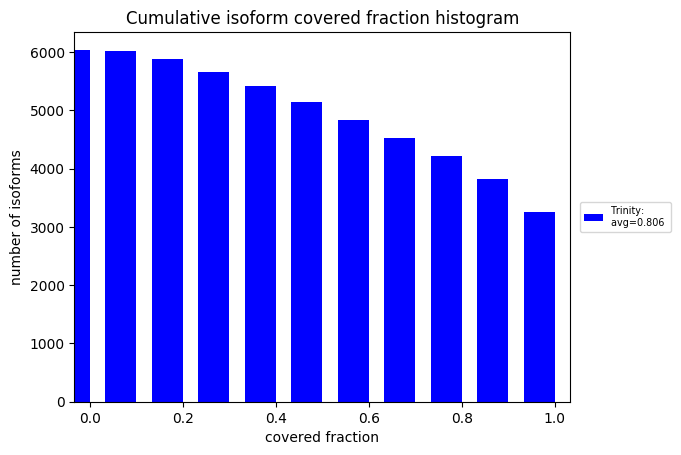 Cumulative isoform covered fraction histogram
number of isoforms
6000
5000
4000
3000
2000
1000
0
0.0 0.2 0.4 0.6 0.8 1.0
covered fraction
Trinity:
avg=0.806